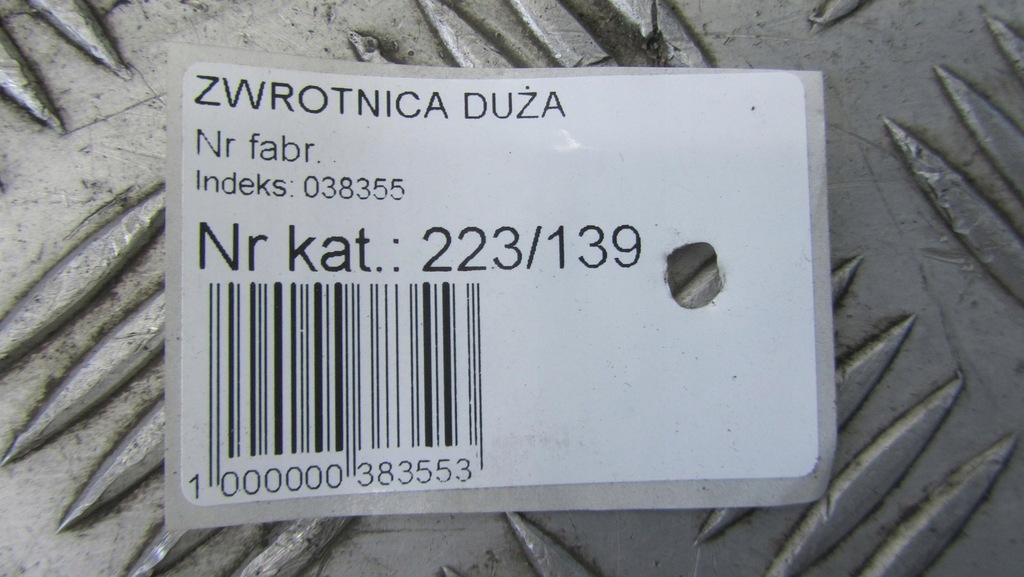 ZWROTNICA DUŻA
Nr fabr.
Indeks: 038355
Nr kat.: 223/139
1 000000 383553